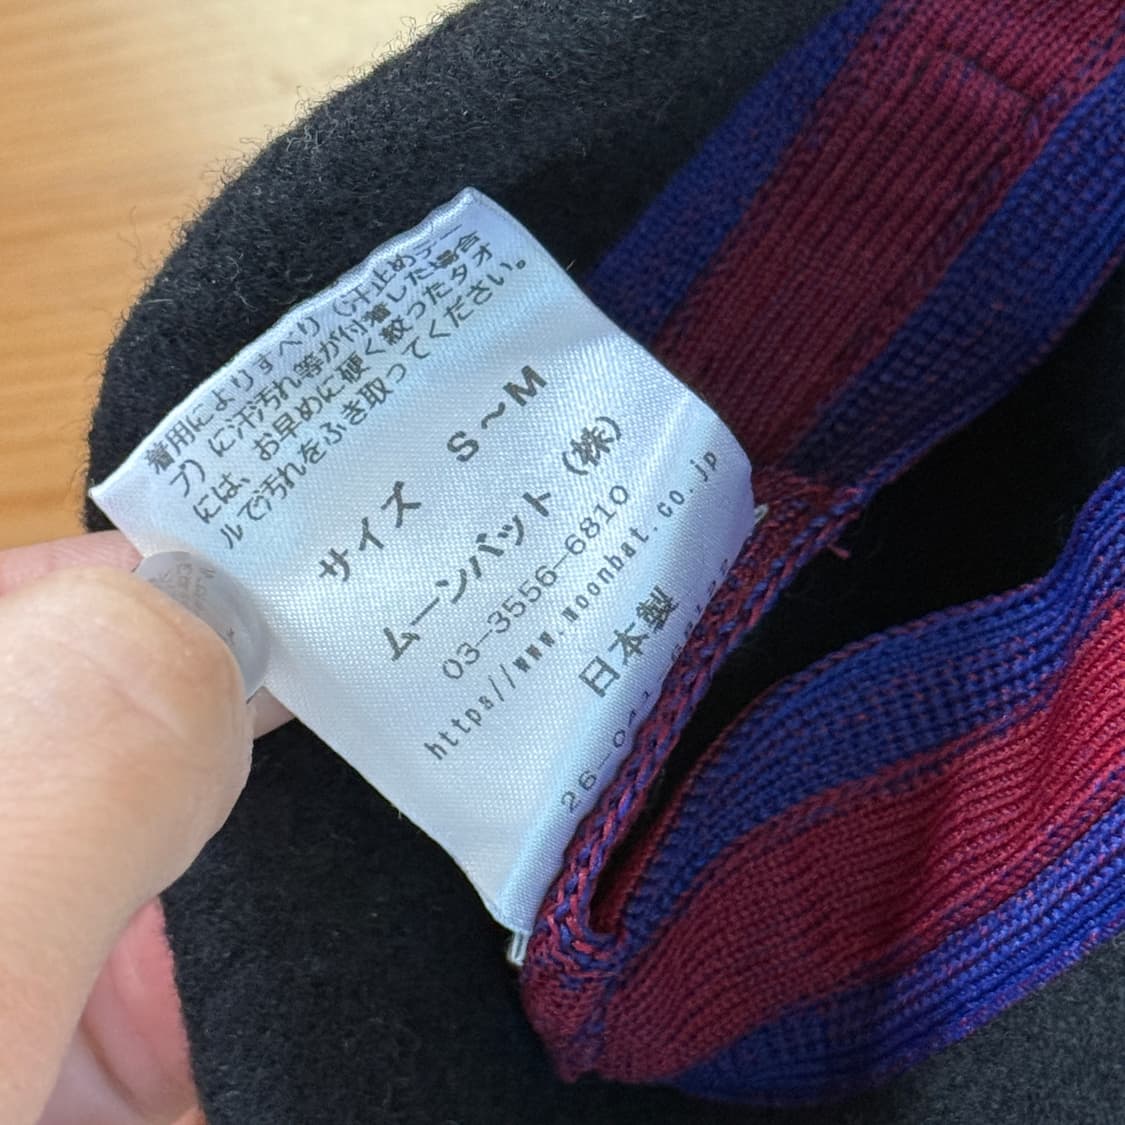 着用によりすべり(汗止めテー
プ)に汗汚れ等が付着した場合
には、お早めに硬く絞ったタオ
ルで汚れをふき取ってください。
サイズ S〜M
ムーンバット(株)
03-3556-6810
https//www.moonbat.co.jp
日本製